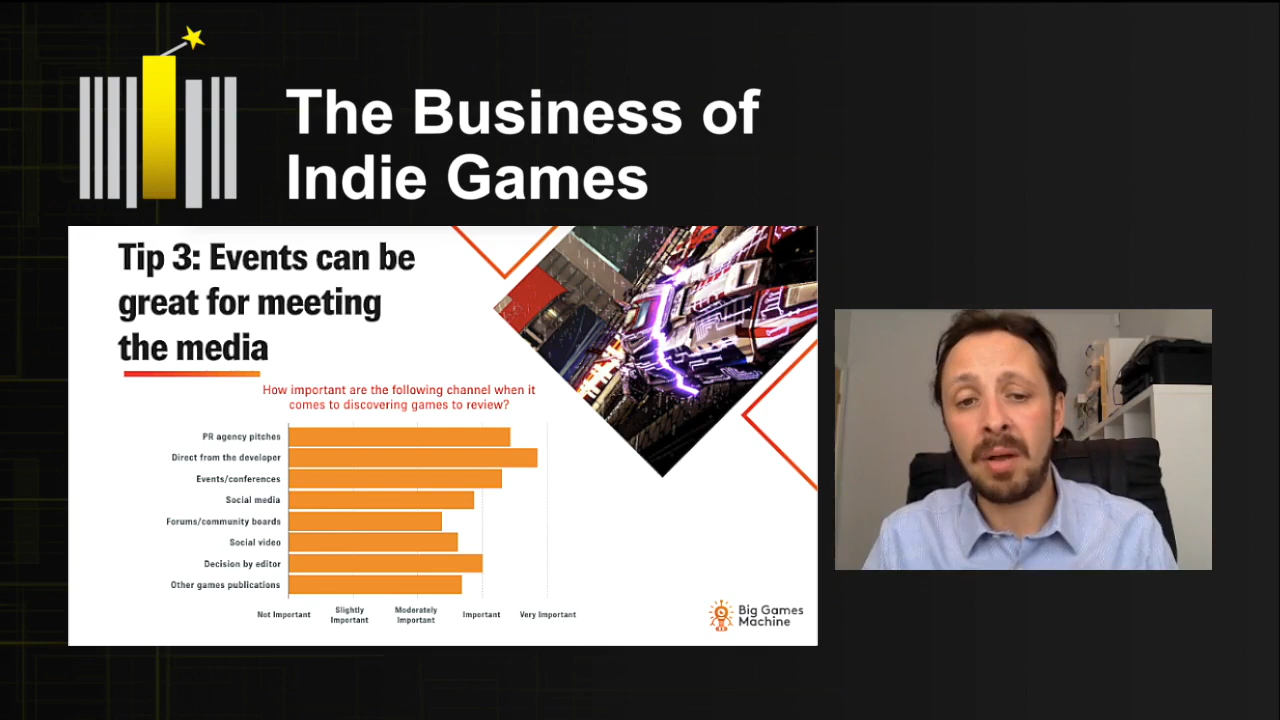 The Business of
Indie Games
Tip 3: Events can be
great for meeting
the media
How important are the following channel when it
comes to discovering games to review?
PR agency pitches
Direct from the developer
Events/conferences
Social media
Forums/community boards
Social video
Decision by editor
Other games publications
Not Important
Slightly
Important
Moderately
Important
Important
Very Important
Big Games
Machine